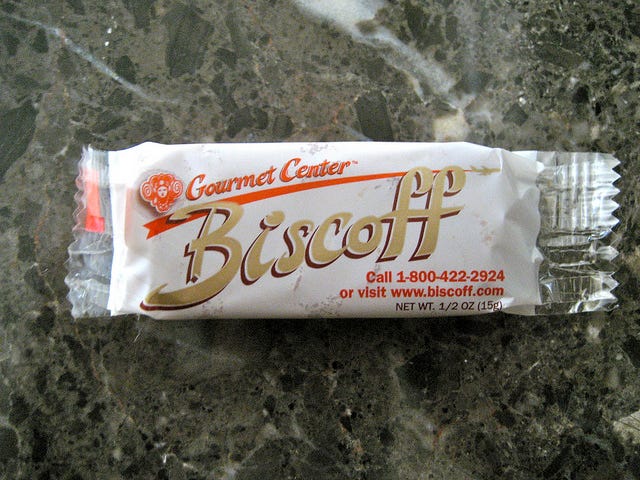 Gourmet Center™
Biscoff
Call 1-800-422-2924
or visit www.biscoff.com
NET WT. 1/2 OZ (15g)